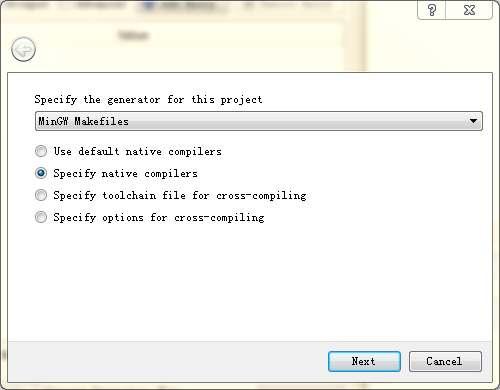 Specify the generator for this project
MinGW Makefiles
Use default native compilers
Specify native compilers
Specify toolchain file for cross-compiling
Specify options for cross-compiling
Next
Cancel